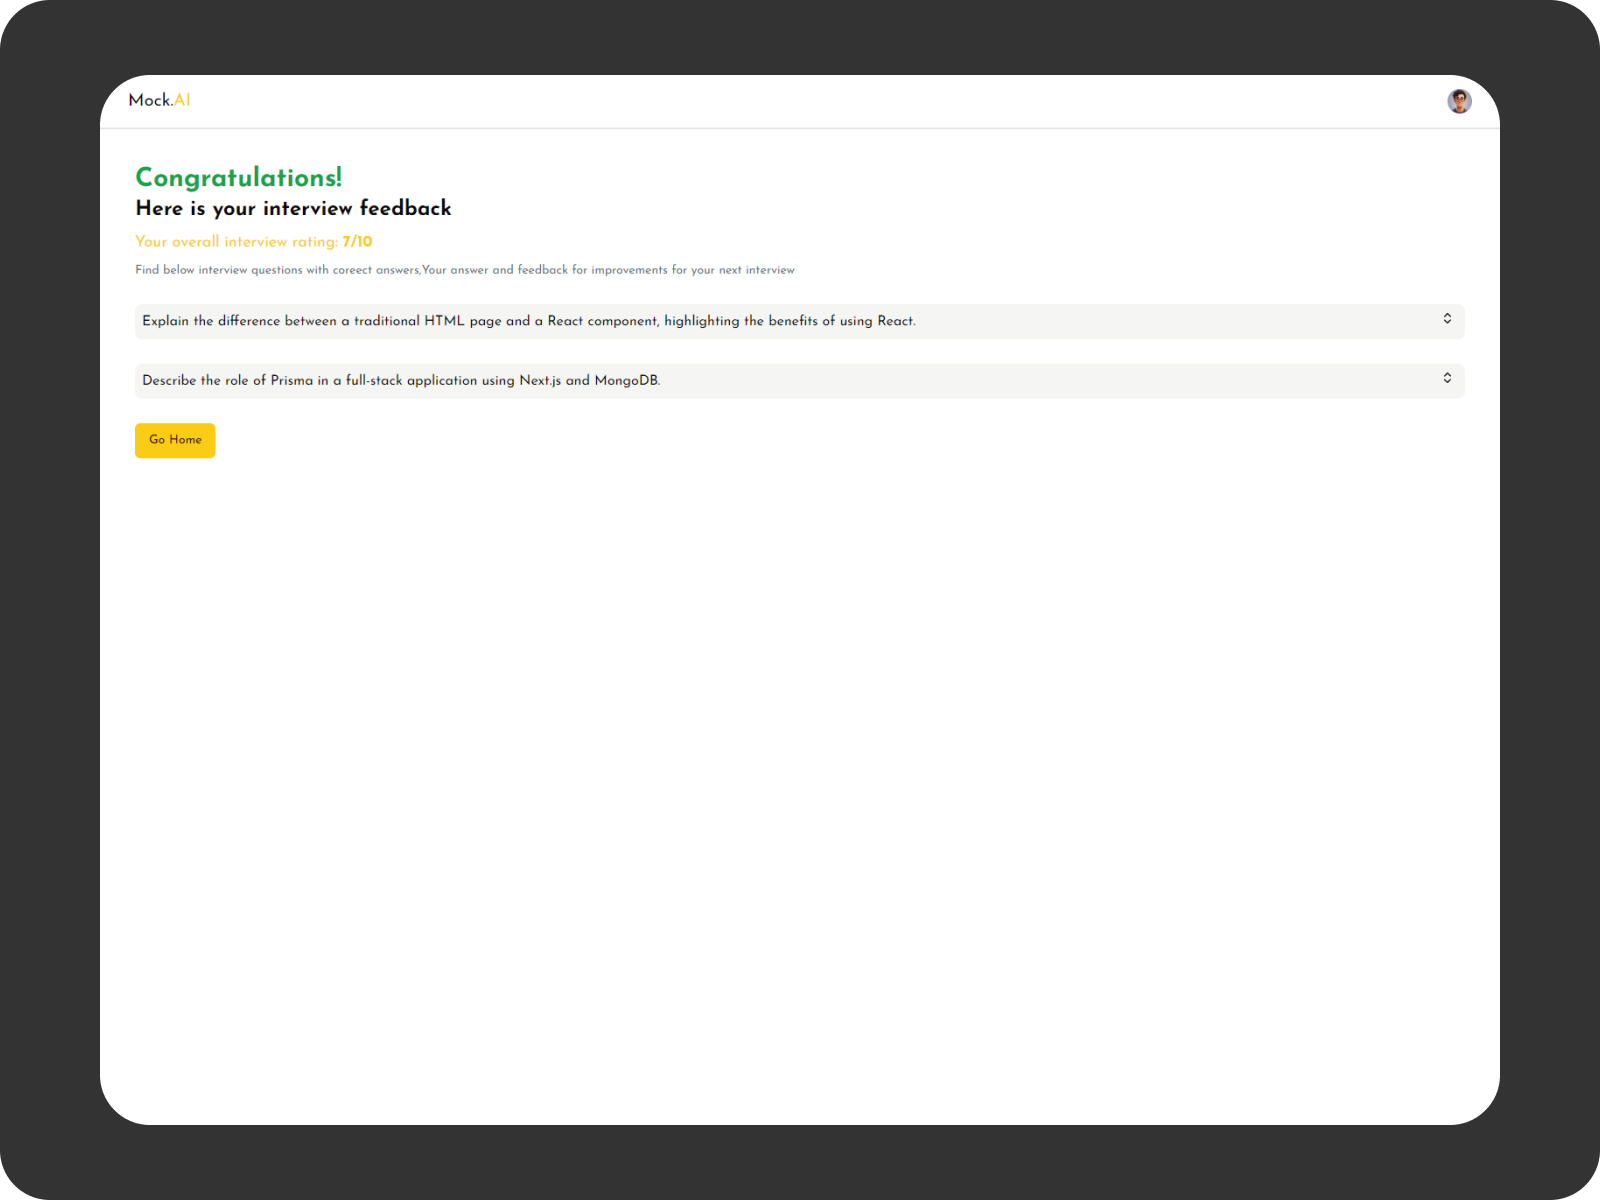 Mock.AI
Congratulations!
Here is your interview feedback
Your overall interview rating: 7/10
Find below interview questions with coreect answers,Your answer and feedback for improvements for your next interview
Explain the difference between a traditional HTML page and a React component, highlighting the benefits of using React.
Describe the role of Prisma in a full-stack application using Next.js and MongoDB.
Go Home